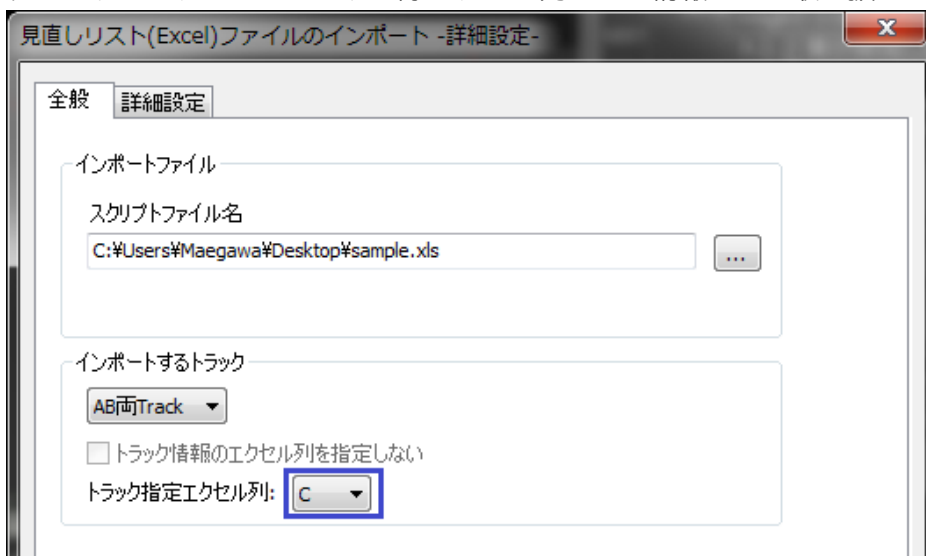 見直しリスト(Excel)ファイルのインポート -詳細設定-
全般
詳細設定
インポートファイル
スクリプトファイル名
C:¥Users¥Maegawa¥Desktop¥sample.xls
...
インポートするトラック
AB両Track
トラック情報のエクセル列を指定しない
トラック指定エクセル列:
C